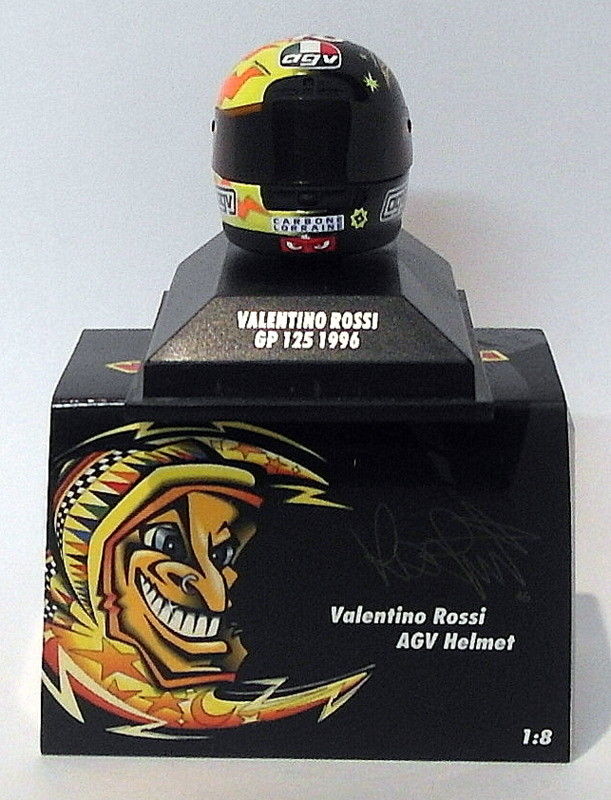 agv
agv
agv
CARBONE
LORRAINE
VALENTINO ROSSI
GP 125 1996
Valentino Rossi
AGV Helmet
1:8